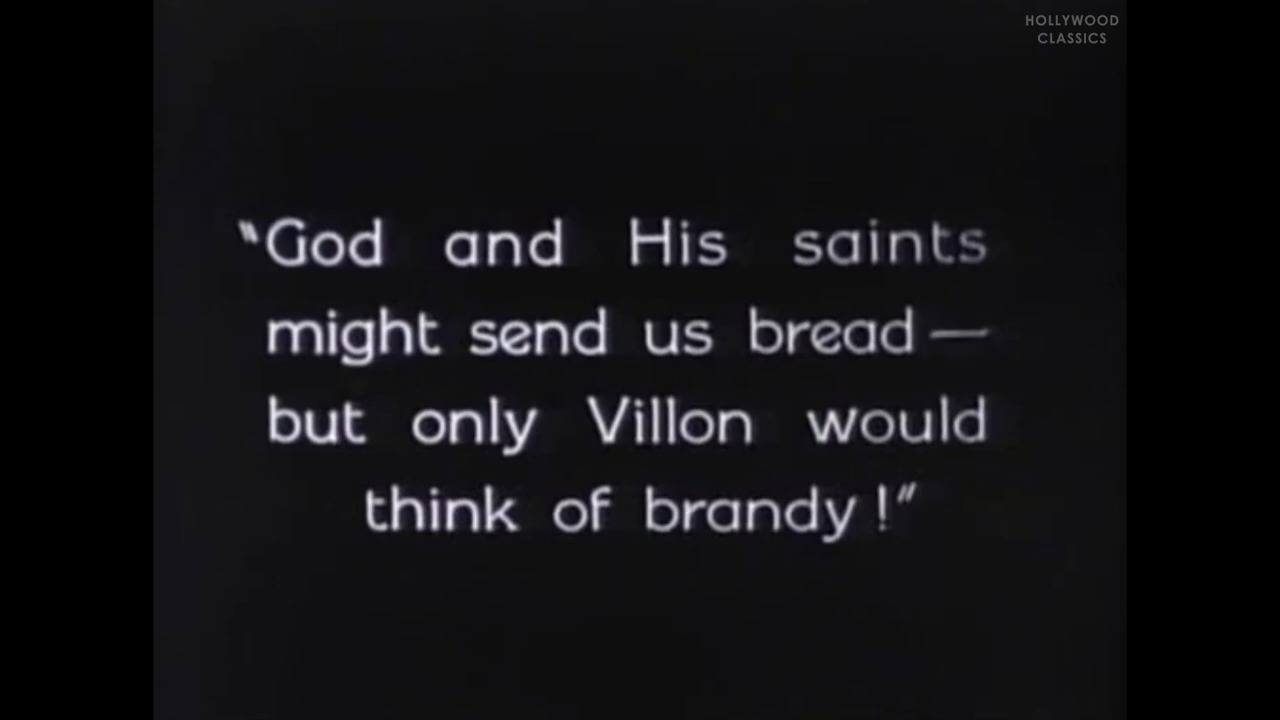 HOLLYWOOD
CLASSICS
"God and His saints
might send us bread —
but only Villon would
think of brandy!"